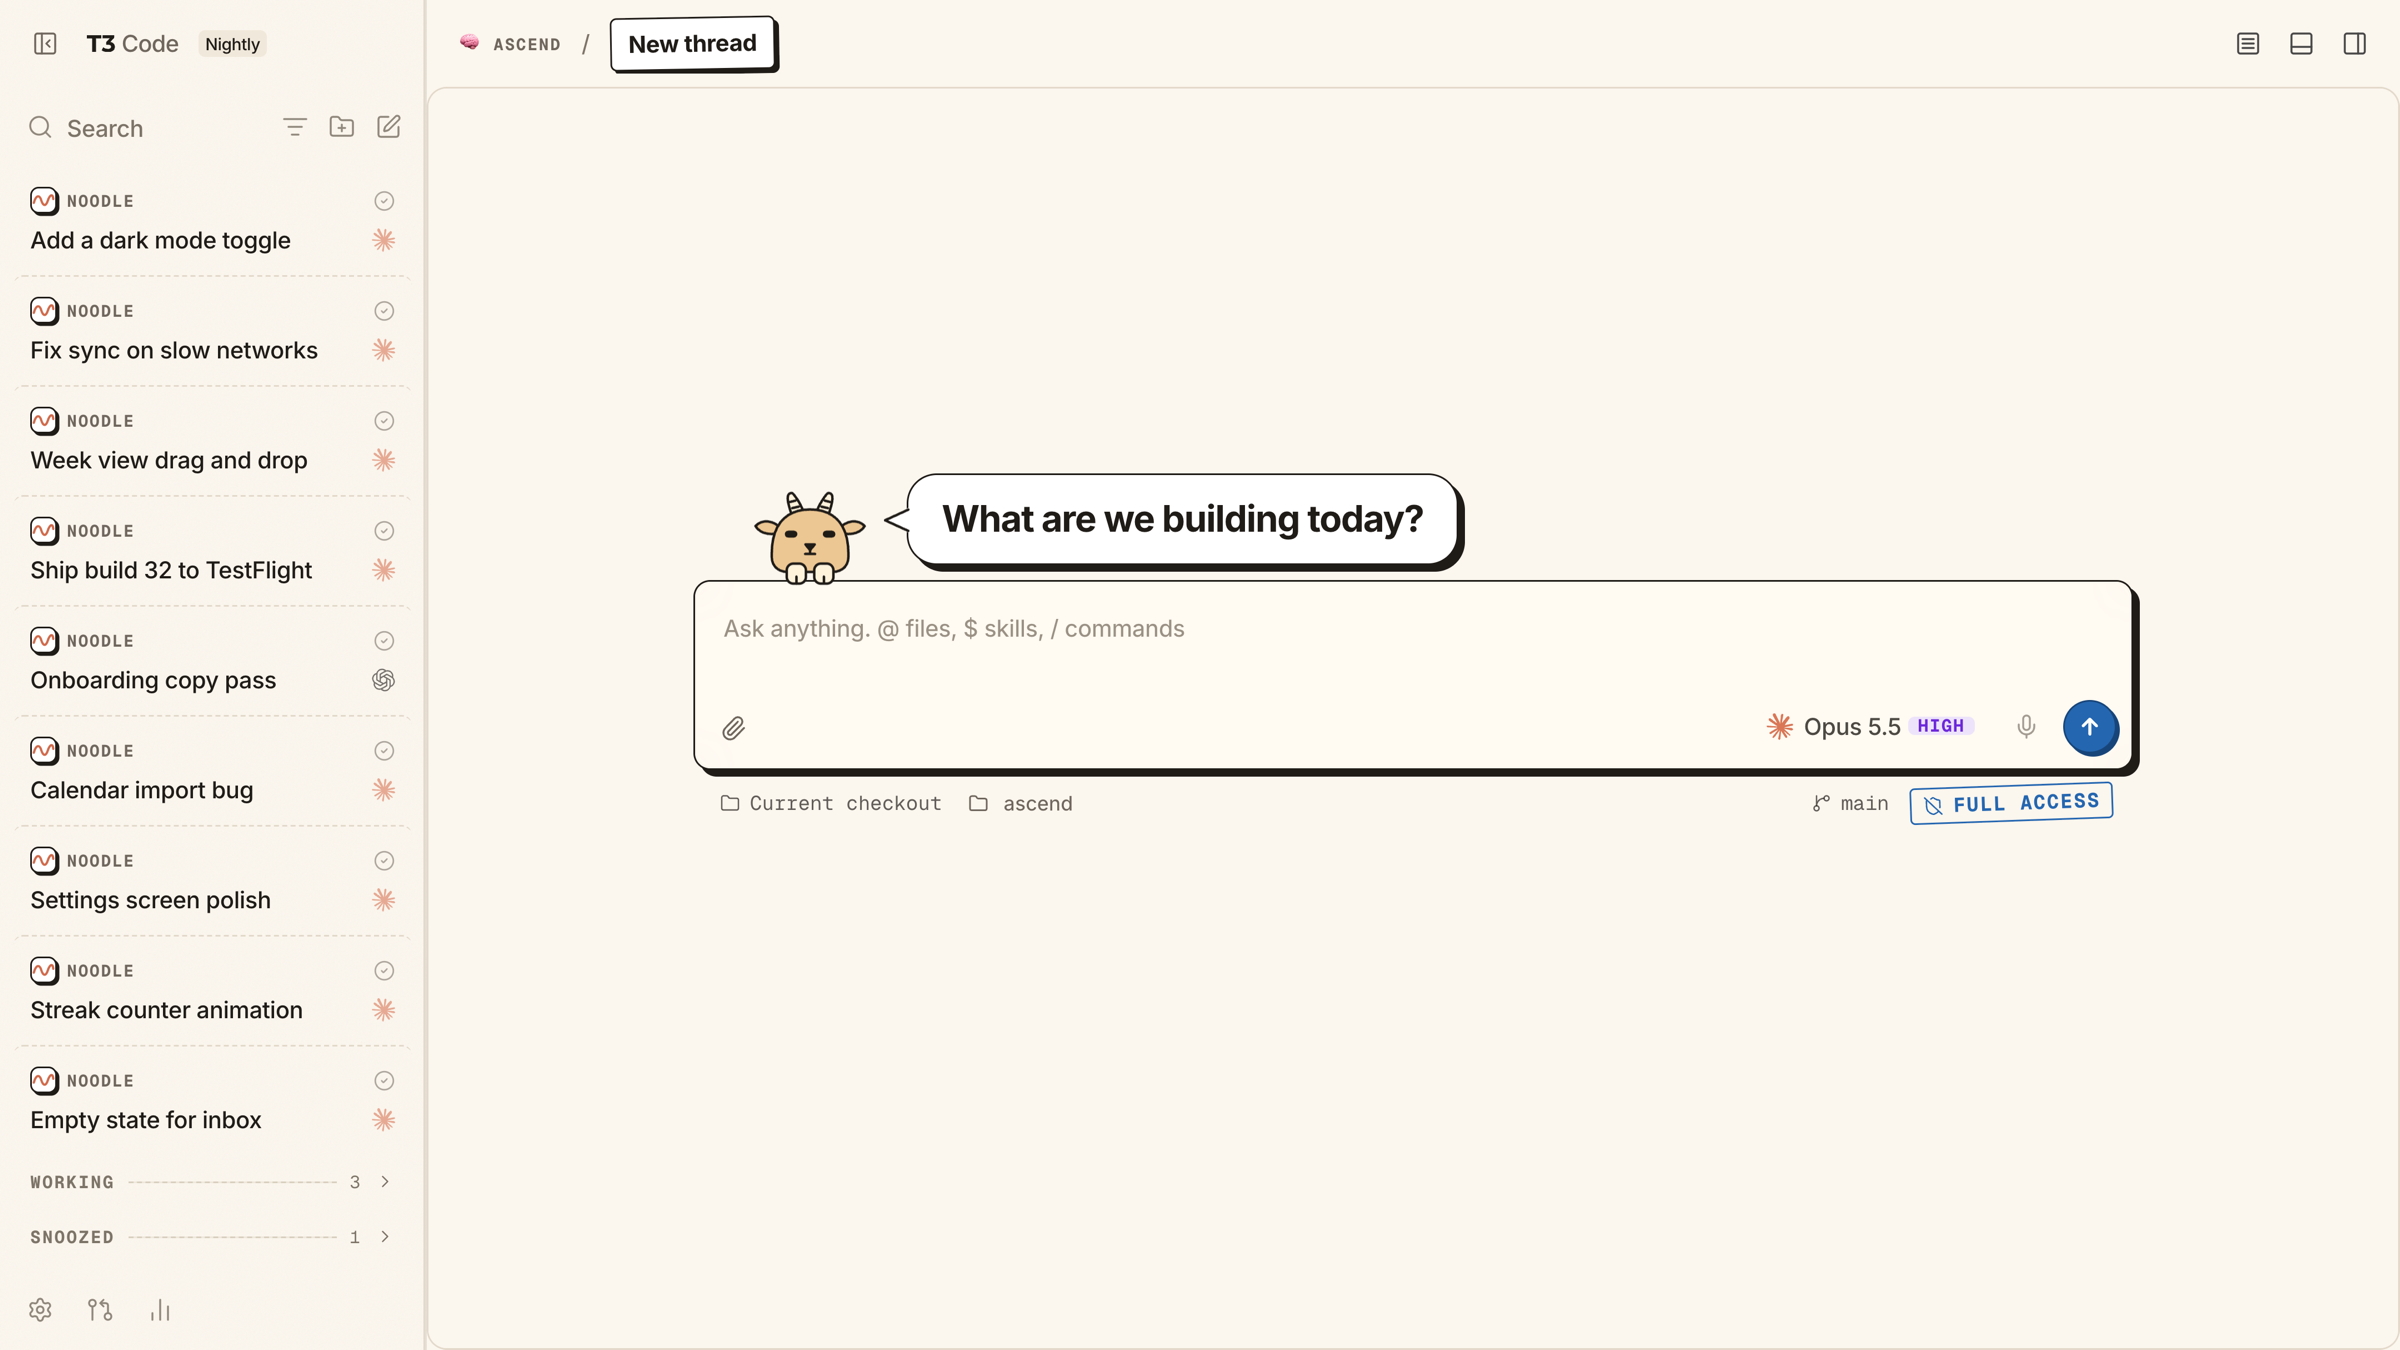 T3 Code Nightly
Search
NOODLE
Add a dark mode toggle
NOODLE
Fix sync on slow networks
NOODLE
Week view drag and drop
NOODLE
Ship build 32 to TestFlight
NOODLE
Onboarding copy pass
NOODLE
Calendar import bug
NOODLE
Settings screen polish
NOODLE
Streak counter animation
NOODLE
Empty state for inbox
WORKING 3
SNOOZED 1
ASCEND / New thread
What are we building today?
Ask anything. @ files, $ skills, / commands
Opus 5.5 HIGH
Current checkout ascend main FULL ACCESS